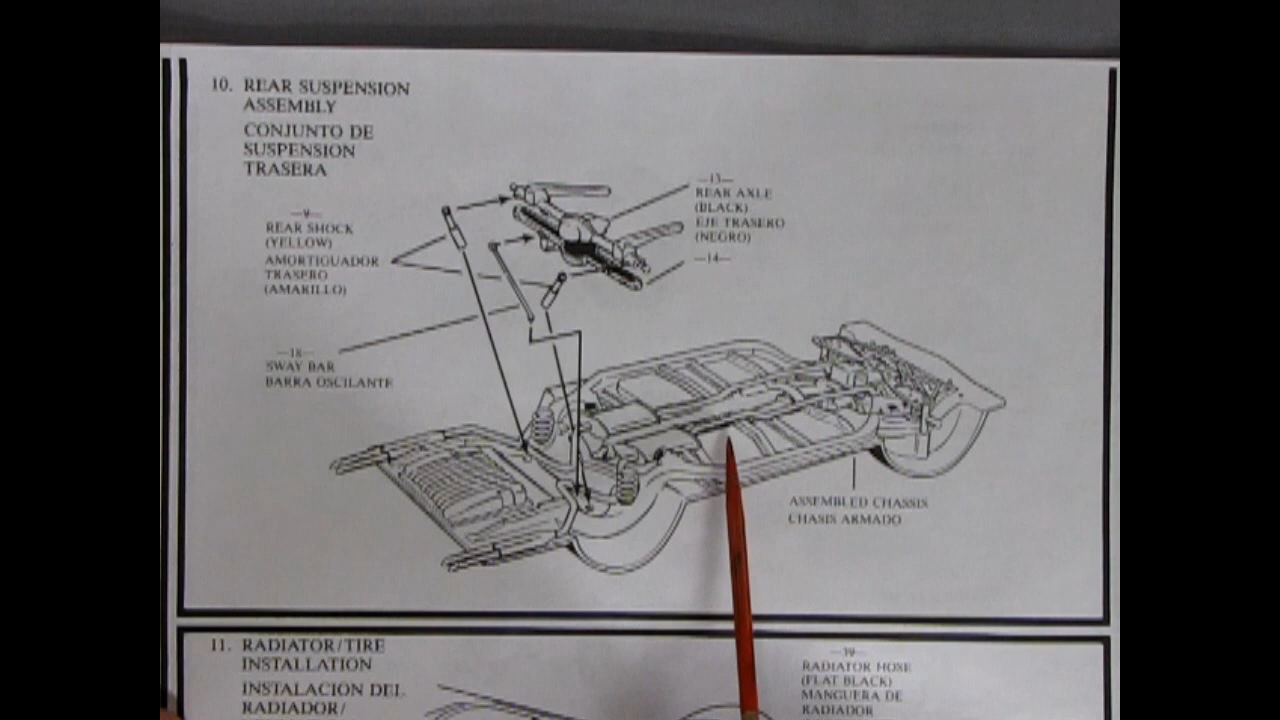 10. REAR SUSPENSION
ASSEMBLY
CONJUNTO DE
SUSPENSION
TRASERA
—9—
REAR SHOCK
(YELLOW)
AMORTIGUADOR
TRASERO
(AMARILLO)
—13—
REAR AXLE
(BLACK)
EJE TRASERO
(NEGRO)
—14—
—18—
SWAY BAR
BARRA OSCILANTE
ASSEMBLED CHASSIS
CHASIS ARMADO
11. RADIATOR/TIRE
INSTALLATION
INSTALACION DEL
RADIADOR/
—19—
RADIATOR HOSE
(FLAT BLACK)
MANGUERA DE
RADIADOR